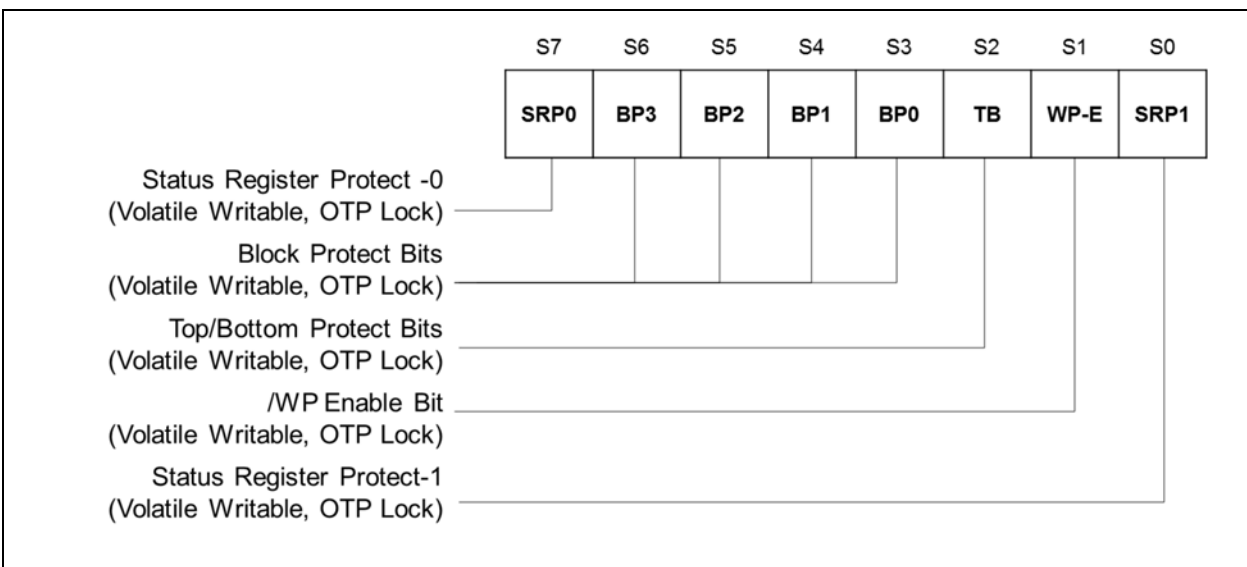 S7 S6 S5 S4 S3 S2 S1 S0
SRP0 BP3 BP2 BP1 BP0 TB WP-E SRP1
Status Register Protect -0
(Volatile Writable, OTP Lock)
Block Protect Bits
(Volatile Writable, OTP Lock)
Top/Bottom Protect Bits
(Volatile Writable, OTP Lock)
/WP Enable Bit
(Volatile Writable, OTP Lock)
Status Register Protect-1
(Volatile Writable, OTP Lock)